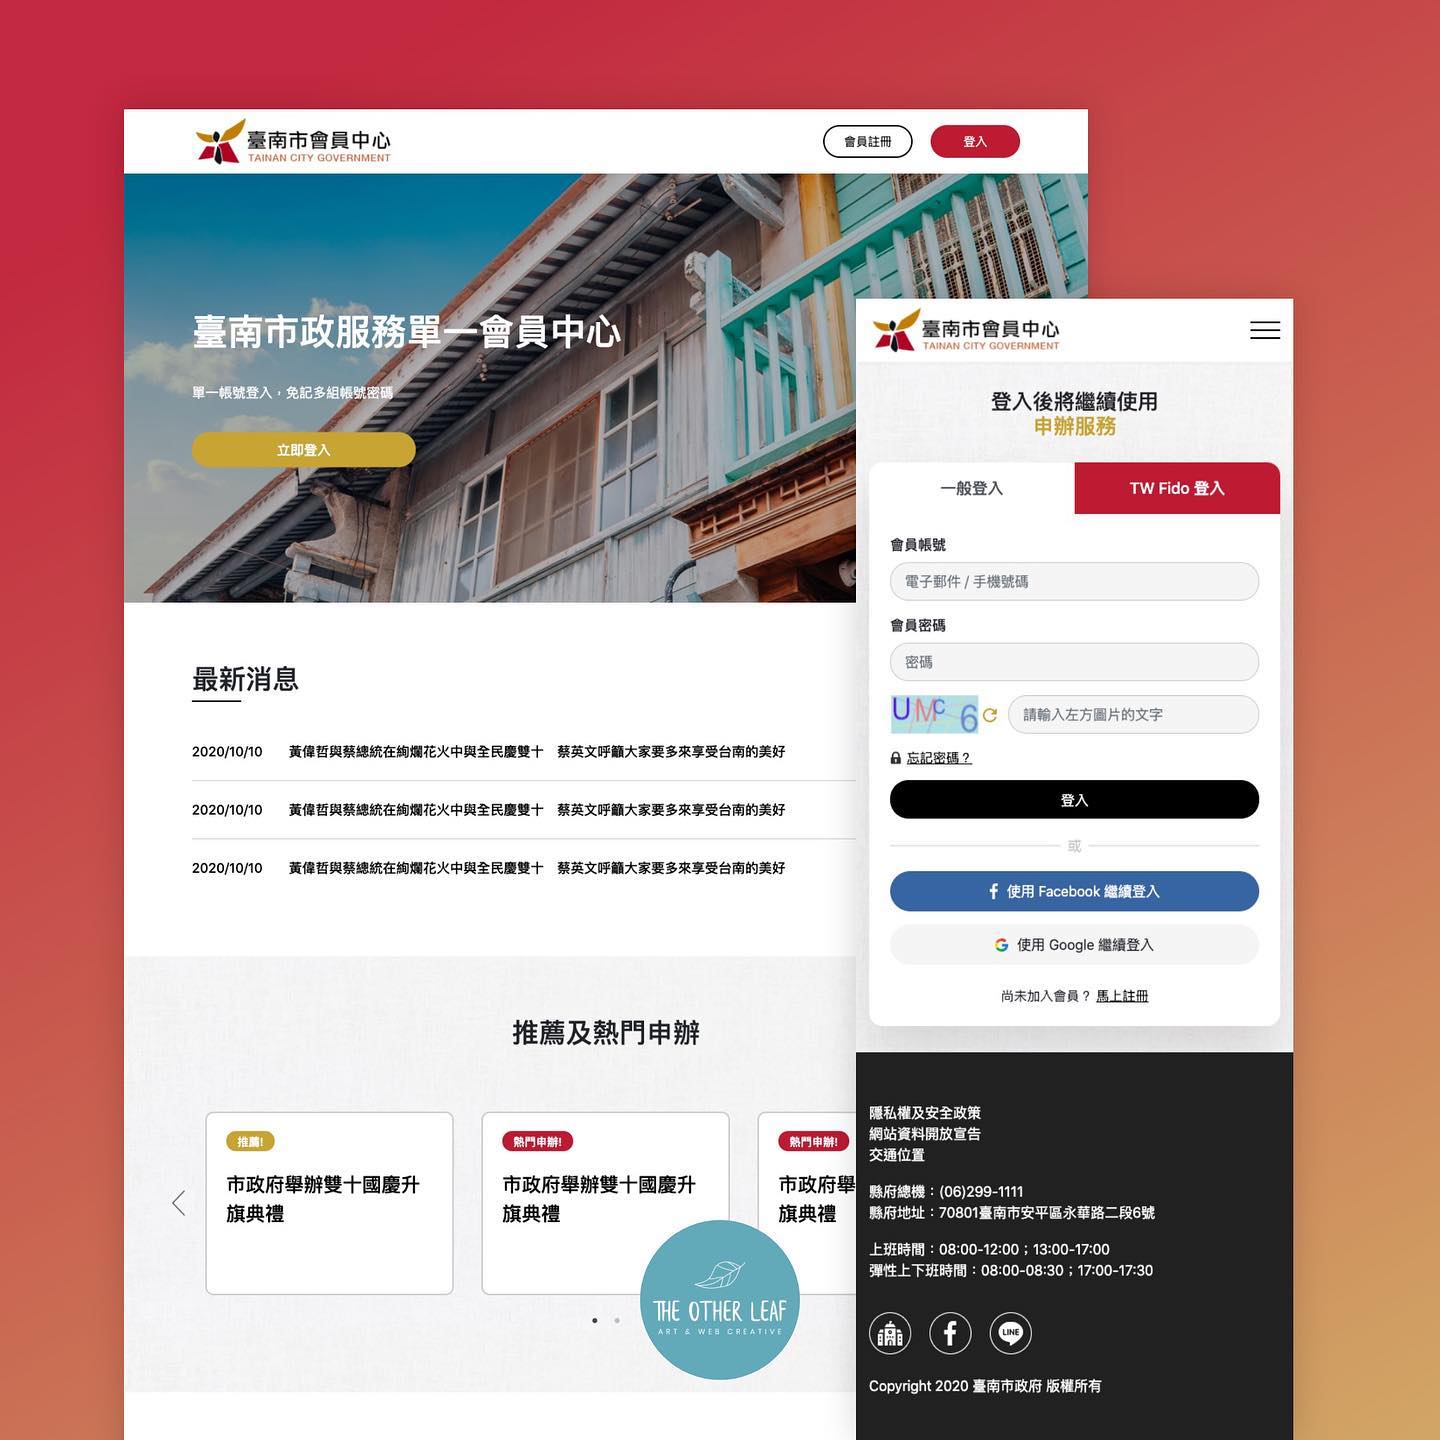 臺南市會員中心
TAINAN CITY GOVERNMENT
會員註冊
登入
臺南市政服務單一會員中心
單一帳號登入，免記多組帳號密碼
立即登入
最新消息
2020/10/10 黃偉哲與蔡總統在絢爛花火中與全民慶雙十　蔡英文呼籲大家要多來享受台南的美好
2020/10/10 黃偉哲與蔡總統在絢爛花火中與全民慶雙十　蔡英文呼籲大家要多來享受台南的美好
2020/10/10 黃偉哲與蔡總統在絢爛花火中與全民慶雙十　蔡英文呼籲大家要多來享受台南的美好
推薦及熱門申辦
推薦!
市政府舉辦雙十國慶升
旗典禮
熱門申辦!
市政府舉辦雙十國慶升
旗典禮
熱門申辦!
市政府舉
旗典禮
THE OTHER LEAF
ART & WEB CREATIVE
臺南市會員中心
TAINAN CITY GOVERNMENT
登入後將繼續使用
申辦服務
一般登入
TW Fido 登入
會員帳號
電子郵件 / 手機號碼
會員密碼
密碼
UMc6
請輸入左方圖片的文字
忘記密碼？
登入
或
使用 Facebook 繼續登入
使用 Google 繼續登入
尚未加入會員？ 馬上註冊
隱私權及安全政策
網站資料開放宣告
交通位置
縣府總機：(06)299-1111
縣府地址：70801臺南市安平區永華路二段6號
上班時間：08:00-12:00；13:00-17:00
彈性上下班時間：08:00-08:30；17:00-17:30
LINE
Copyright 2020 臺南市政府 版權所有